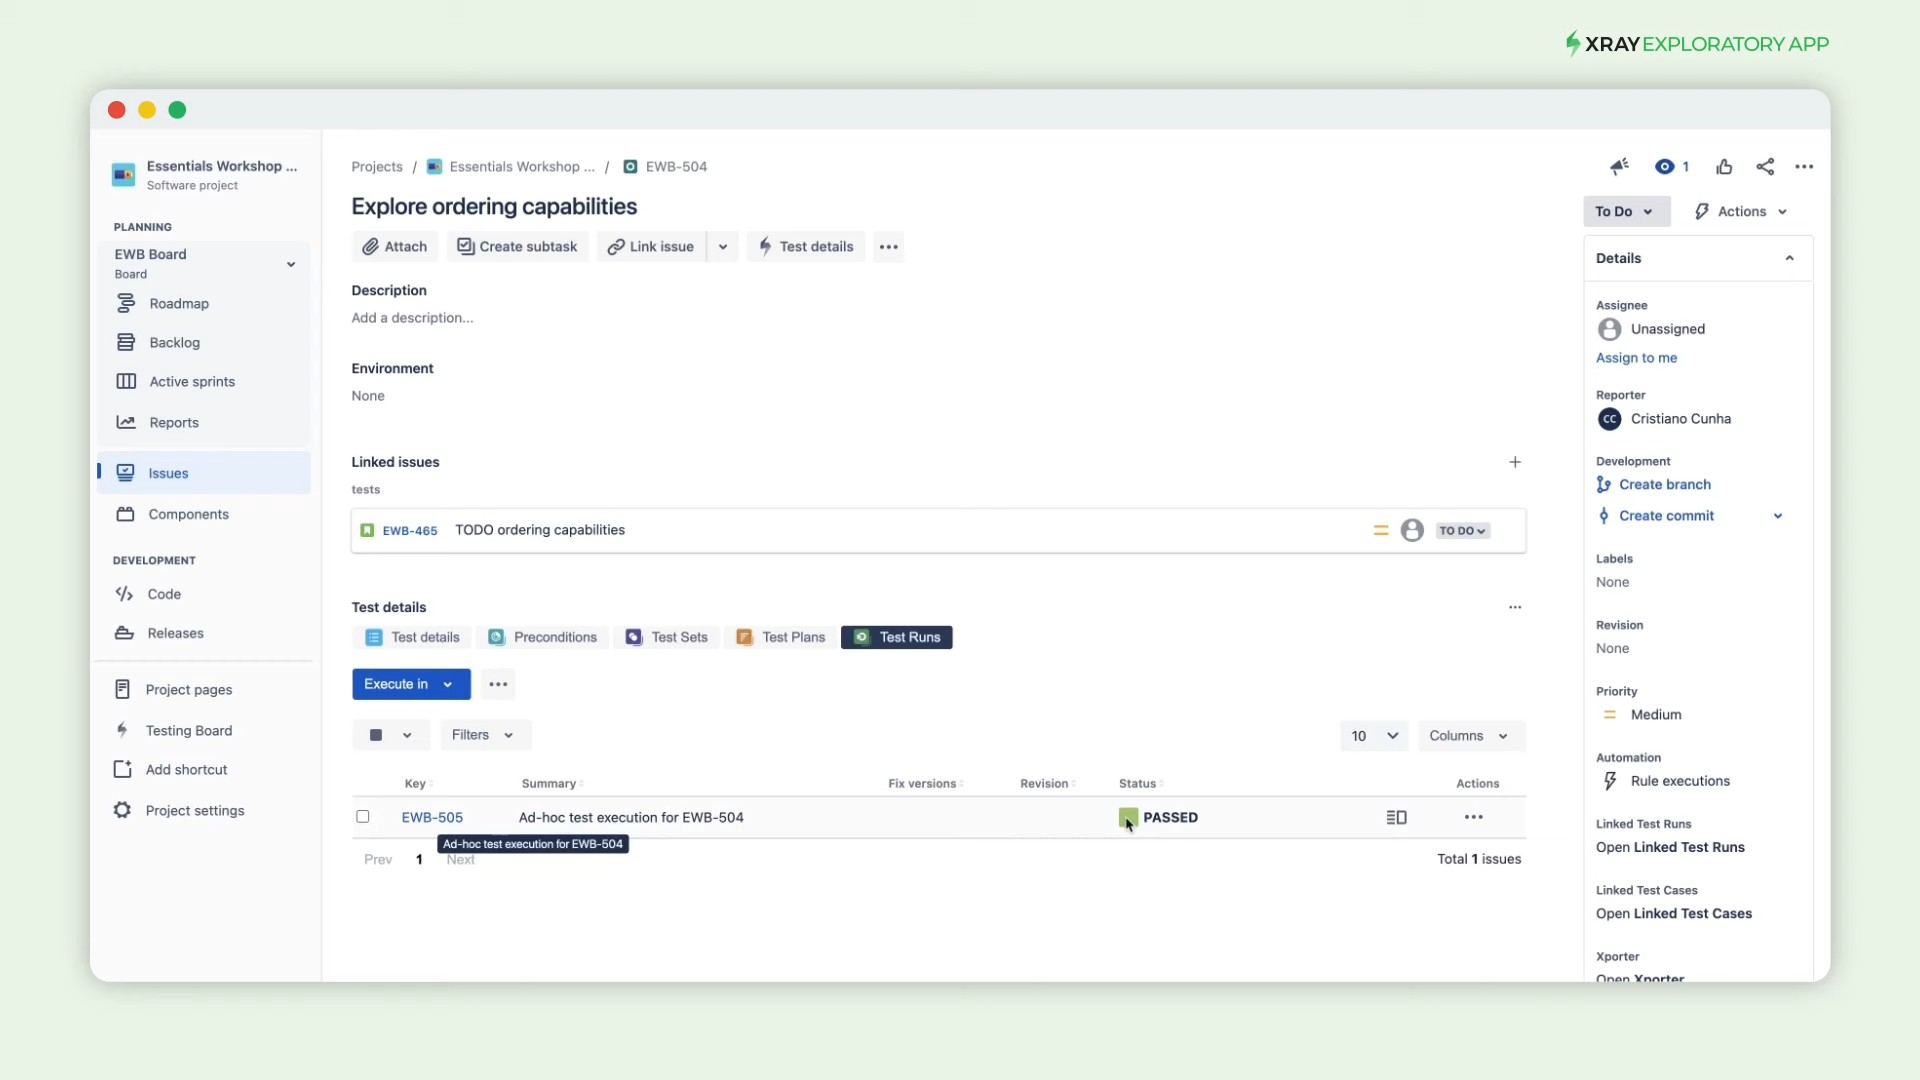 XRAY EXPLORATORY APP
Essentials Workshop ...
Software project
PLANNING
EWB Board
Board
Roadmap
Backlog
Active sprints
Reports
Issues
Components
DEVELOPMENT
Code
Releases
Project pages
Testing Board
Add shortcut
Project settings
Projects / Essentials Workshop ... / EWB-504
Explore ordering capabilities
Attach Create subtask Link issue Test details
Description
Add a description...
Environment
None
Linked issues
tests
EWB-465 TODO ordering capabilities TO DO
Test details
Test details Preconditions Test Sets Test Plans Test Runs
Execute in
Filters 10 Columns
Key Summary Fix versions Revision Status Actions
EWB-505 Ad-hoc test execution for EWB-504 PASSED
Ad-hoc test execution for EWB-504
Prev 1 Next Total 1 issues
1
To Do Actions
Details
Assignee
Unassigned
Assign to me
Reporter
CC Cristiano Cunha
Development
Create branch
Create commit
Labels
None
Revision
None
Priority
Medium
Automation
Rule executions
Linked Test Runs
Open Linked Test Runs
Linked Test Cases
Open Linked Test Cases
Xporter
Open Xporter